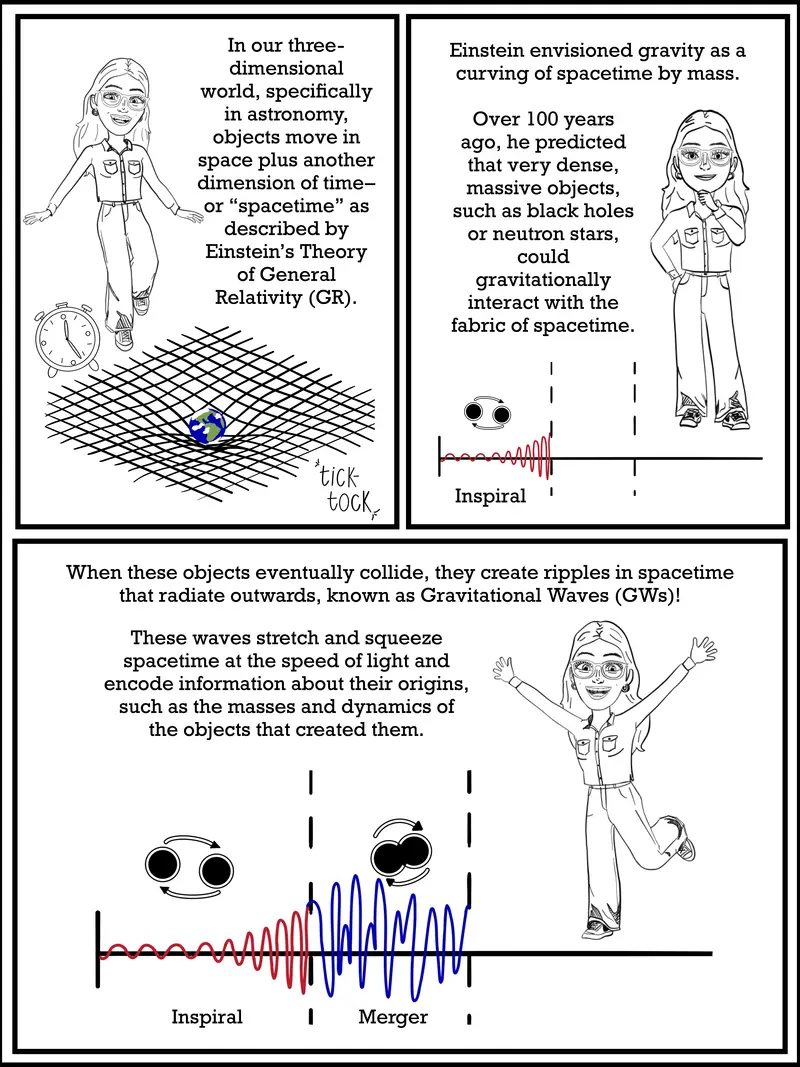 In our three-
dimensional
world, specifically
in astronomy,
objects move in
space plus another
dimension of time–
or “spacetime” as
described by
Einstein’s Theory
of General
Relativity (GR).
tick-
tock
Einstein envisioned gravity as a
curving of spacetime by mass.
Over 100 years
ago, he predicted
that very dense,
massive objects,
such as black holes
or neutron stars,
could
gravitationally
interact with the
fabric of spacetime.
Inspiral
When these objects eventually collide, they create ripples in spacetime
that radiate outwards, known as Gravitational Waves (GWs)!
These waves stretch and squeeze
spacetime at the speed of light and
encode information about their origins,
such as the masses and dynamics of
the objects that created them.
Inspiral
Merger